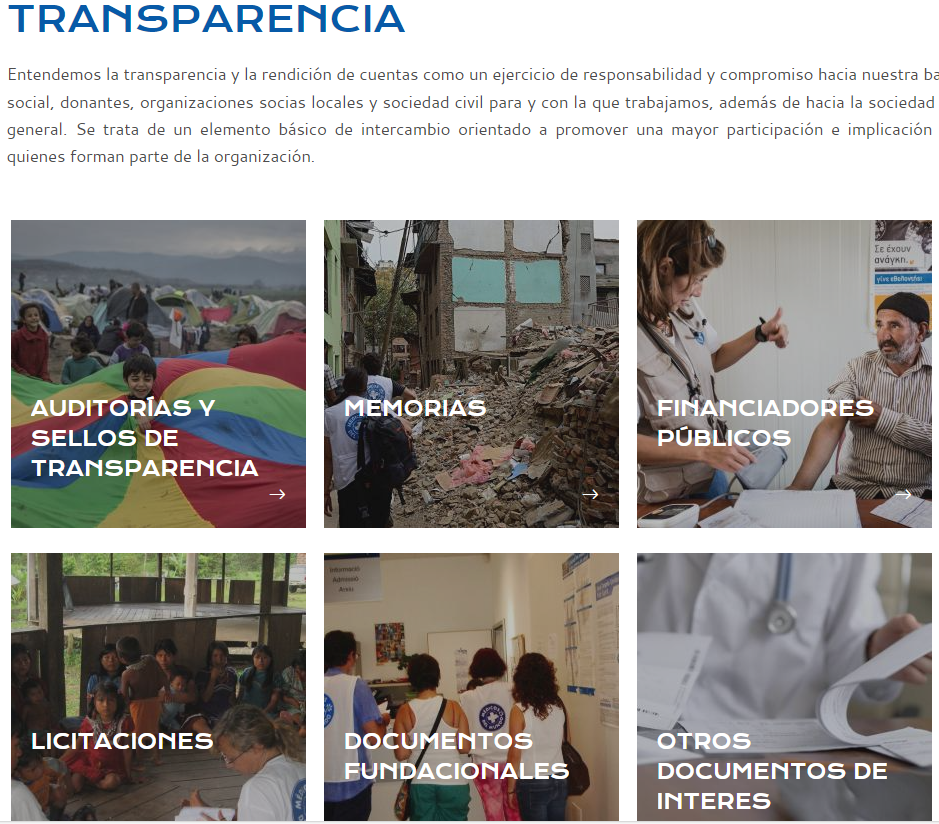 TRANSPARENCIA
Entendemos la transparencia y la rendición de cuentas como un ejercicio de responsabilidad y compromiso hacia nuestra ba
social, donantes, organizaciones socias locales y sociedad civil para y con la que trabajamos, además de hacia la sociedad
general. Se trata de un elemento básico de intercambio orientado a promover una mayor participación e implicación
quienes forman parte de la organización.
Σε έχουν
ανάγκη.
γίνε εθελοντής!
AUDITORÍAS Y
SELLOS DE
TRANSPARENCIA
→
MEMORIAS
→
FINANCIADORES
PÚBLICOS
→
Informació
Admissió
Aseis
LICITACIONES
DOCUMENTOS
FUNDACIONALES
OTROS
DOCUMENTOS DE
INTERES